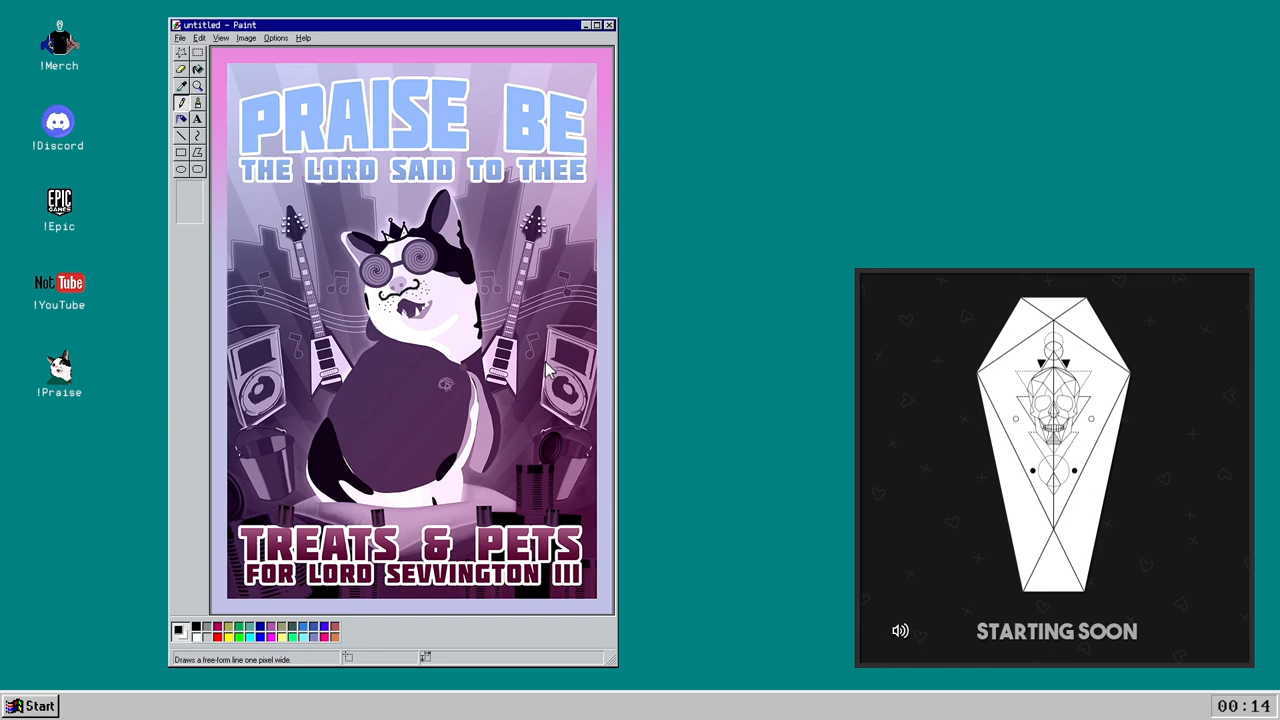 untitled - Paint
File Edit View Image Options Help
!Merch
!Discord
EPIC
GAMES
!Epic
NotTube
!YouTube
!Praise
PRAISE BE
THE LORD SAID TO THEE
TREATS & PETS
FOR LORD SEVVINGTON III
A
Draws a free-form line one pixel wide.
STARTING SOON
Start
00:14